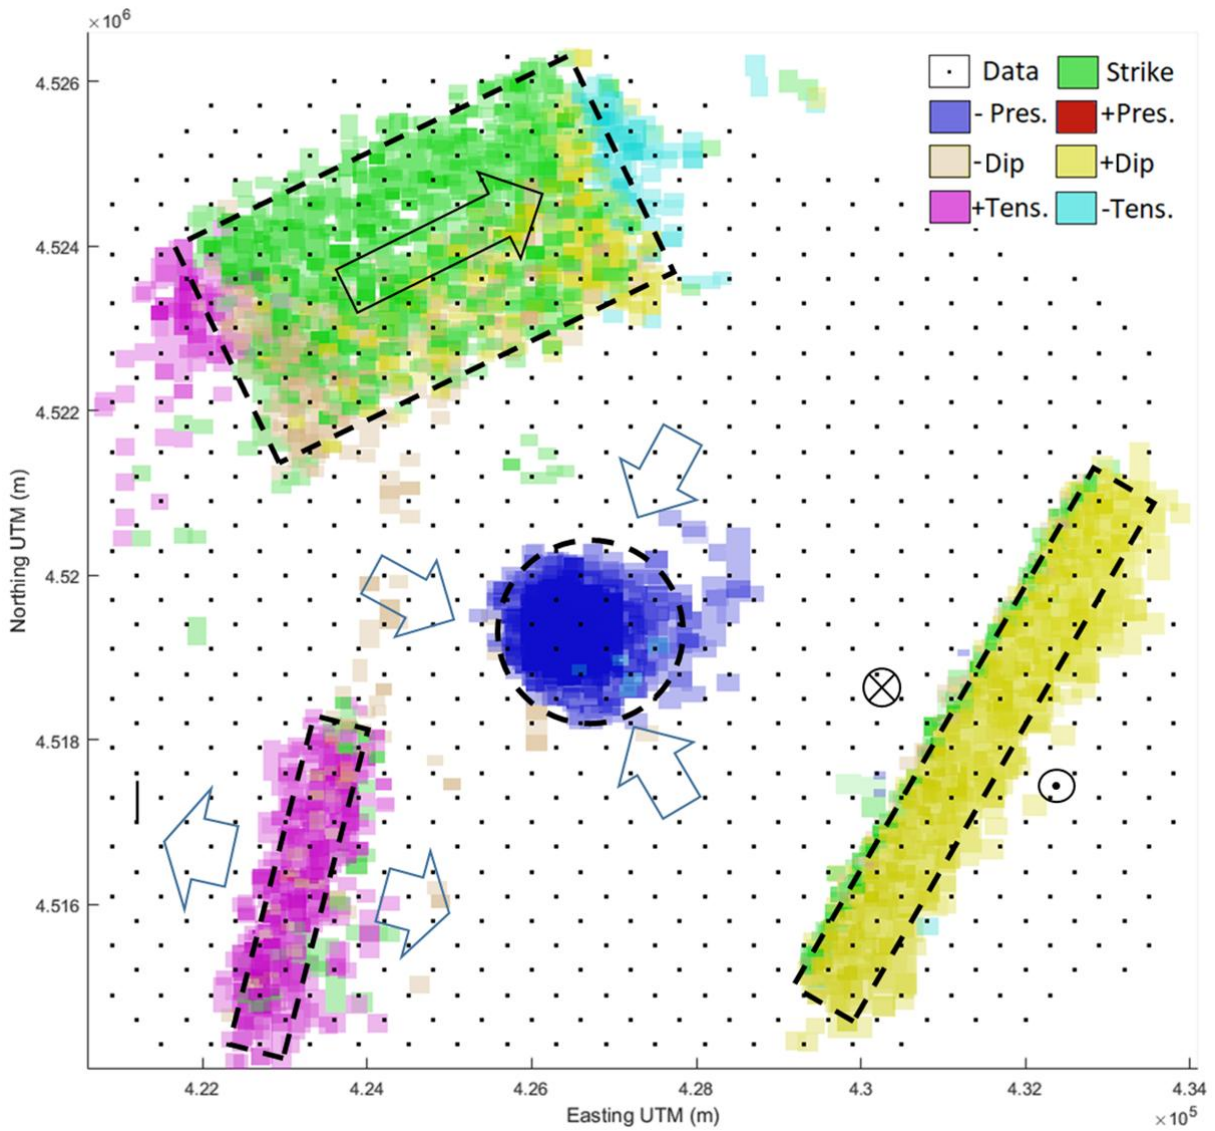 ×10⁶
4.526
4.524
4.522
4.52
4.518
4.516
Northing UTM (m)
Data
Strike
- Pres.
+Pres.
-Dip
+Dip
+Tens.
-Tens.
4.22
4.24
4.26
4.28
4.3
4.32
4.34
Easting UTM (m)
×10⁵